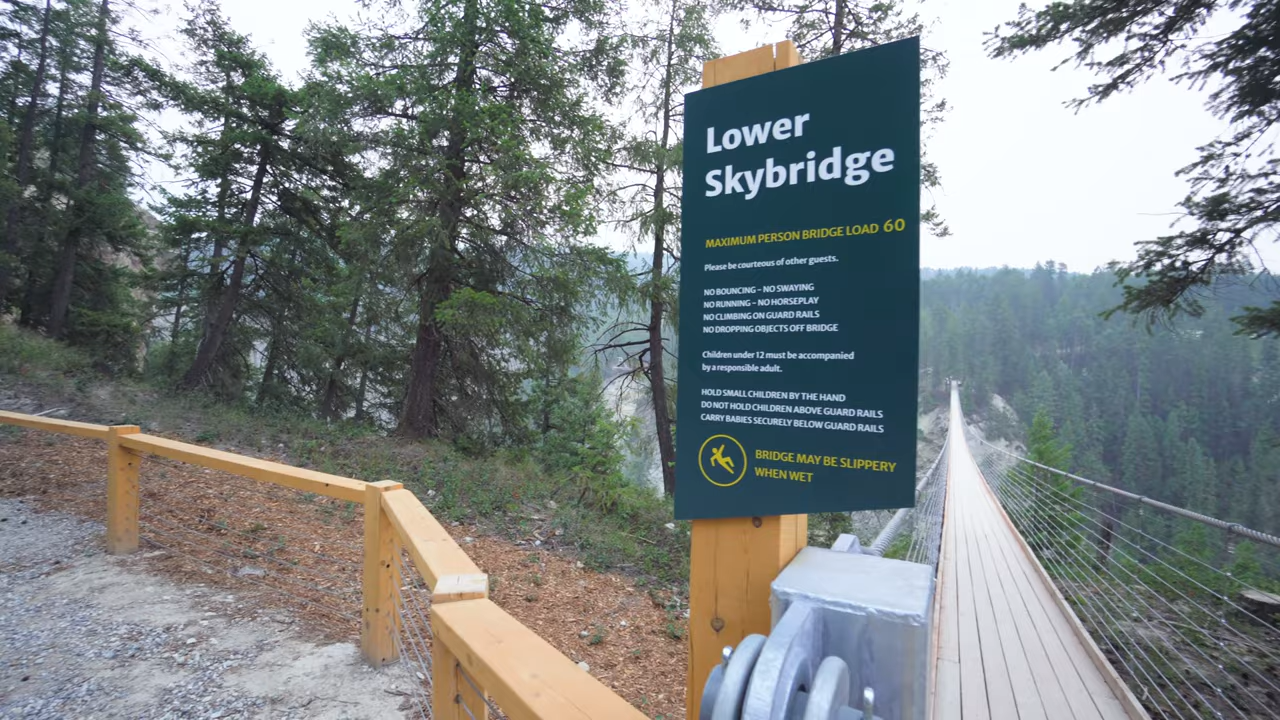 Lower
Skybridge
MAXIMUM PERSON BRIDGE LOAD 60
Please be courteous of other guests.
NO BOUNCING – NO SWAYING
NO RUNNING – NO HORSEPLAY
NO CLIMBING ON GUARD RAILS
NO DROPPING OBJECTS OFF BRIDGE
Children under 12 must be accompanied
by a responsible adult.
HOLD SMALL CHILDREN BY THE HAND
DO NOT HOLD CHILDREN ABOVE GUARD RAILS
CARRY BABIES SECURELY BELOW GUARD RAILS
BRIDGE MAY BE SLIPPERY
WHEN WET